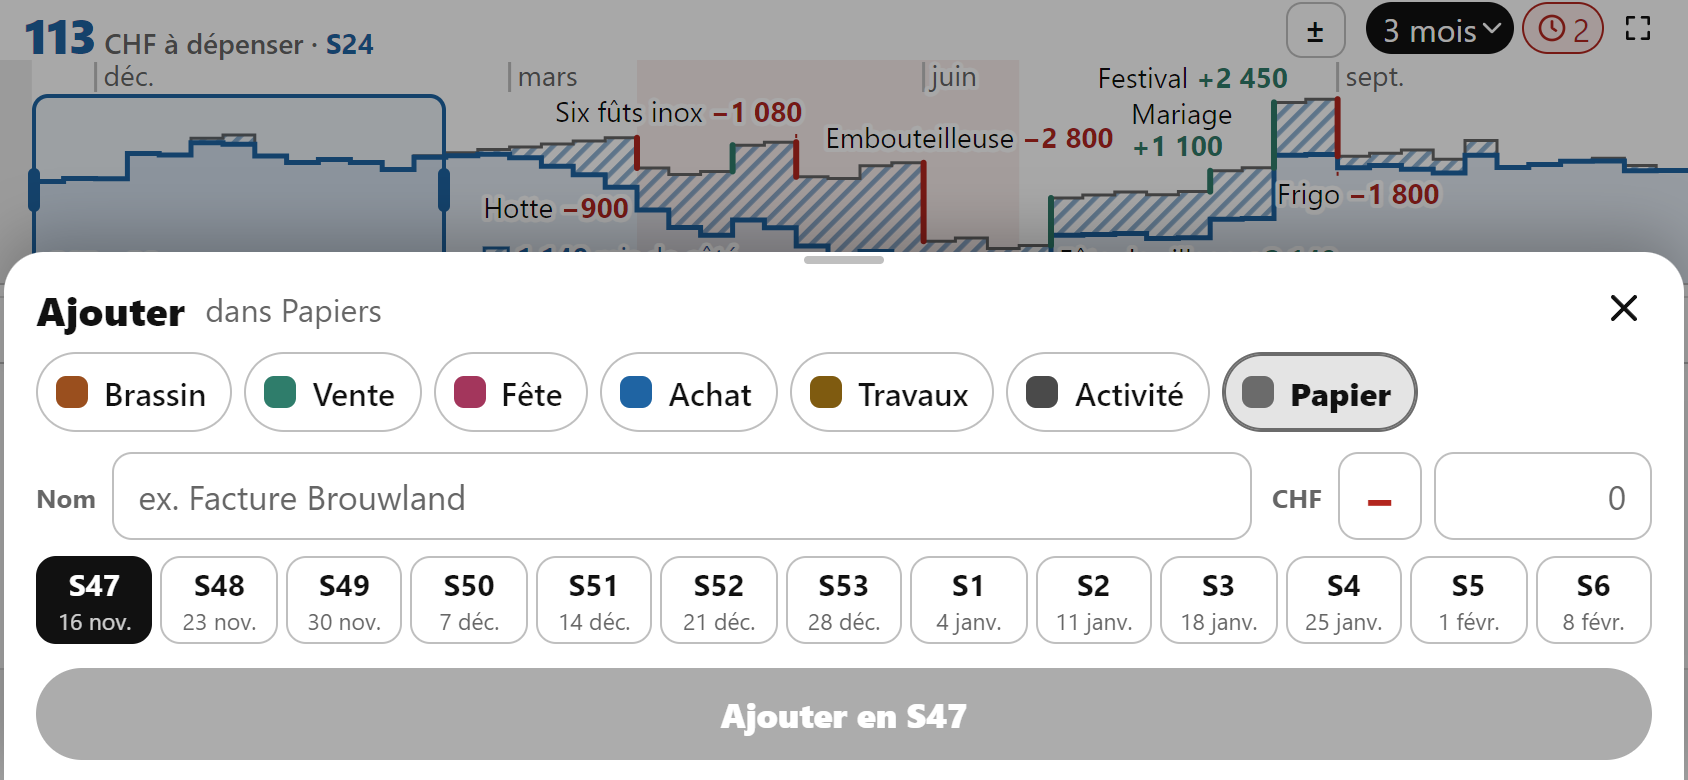 113 CHF à dépenser · S24
±
3 mois
2
déc.
mars
juin
sept.
Festival +2 450
Six fûts inox −1 080
Mariage
+1 100
Embouteilleuse −2 800
Hotte −900
Frigo −1 800
Ajouter dans Papiers
Brassin
Vente
Fête
Achat
Travaux
Activité
Papier
Nom
ex. Facture Brouwland
CHF
−
0
S47
16 nov.
S48
23 nov.
S49
30 nov.
S50
7 déc.
S51
14 déc.
S52
21 déc.
S53
28 déc.
S1
4 janv.
S2
11 janv.
S3
18 janv.
S4
25 janv.
S5
1 févr.
S6
8 févr.
Ajouter en S47